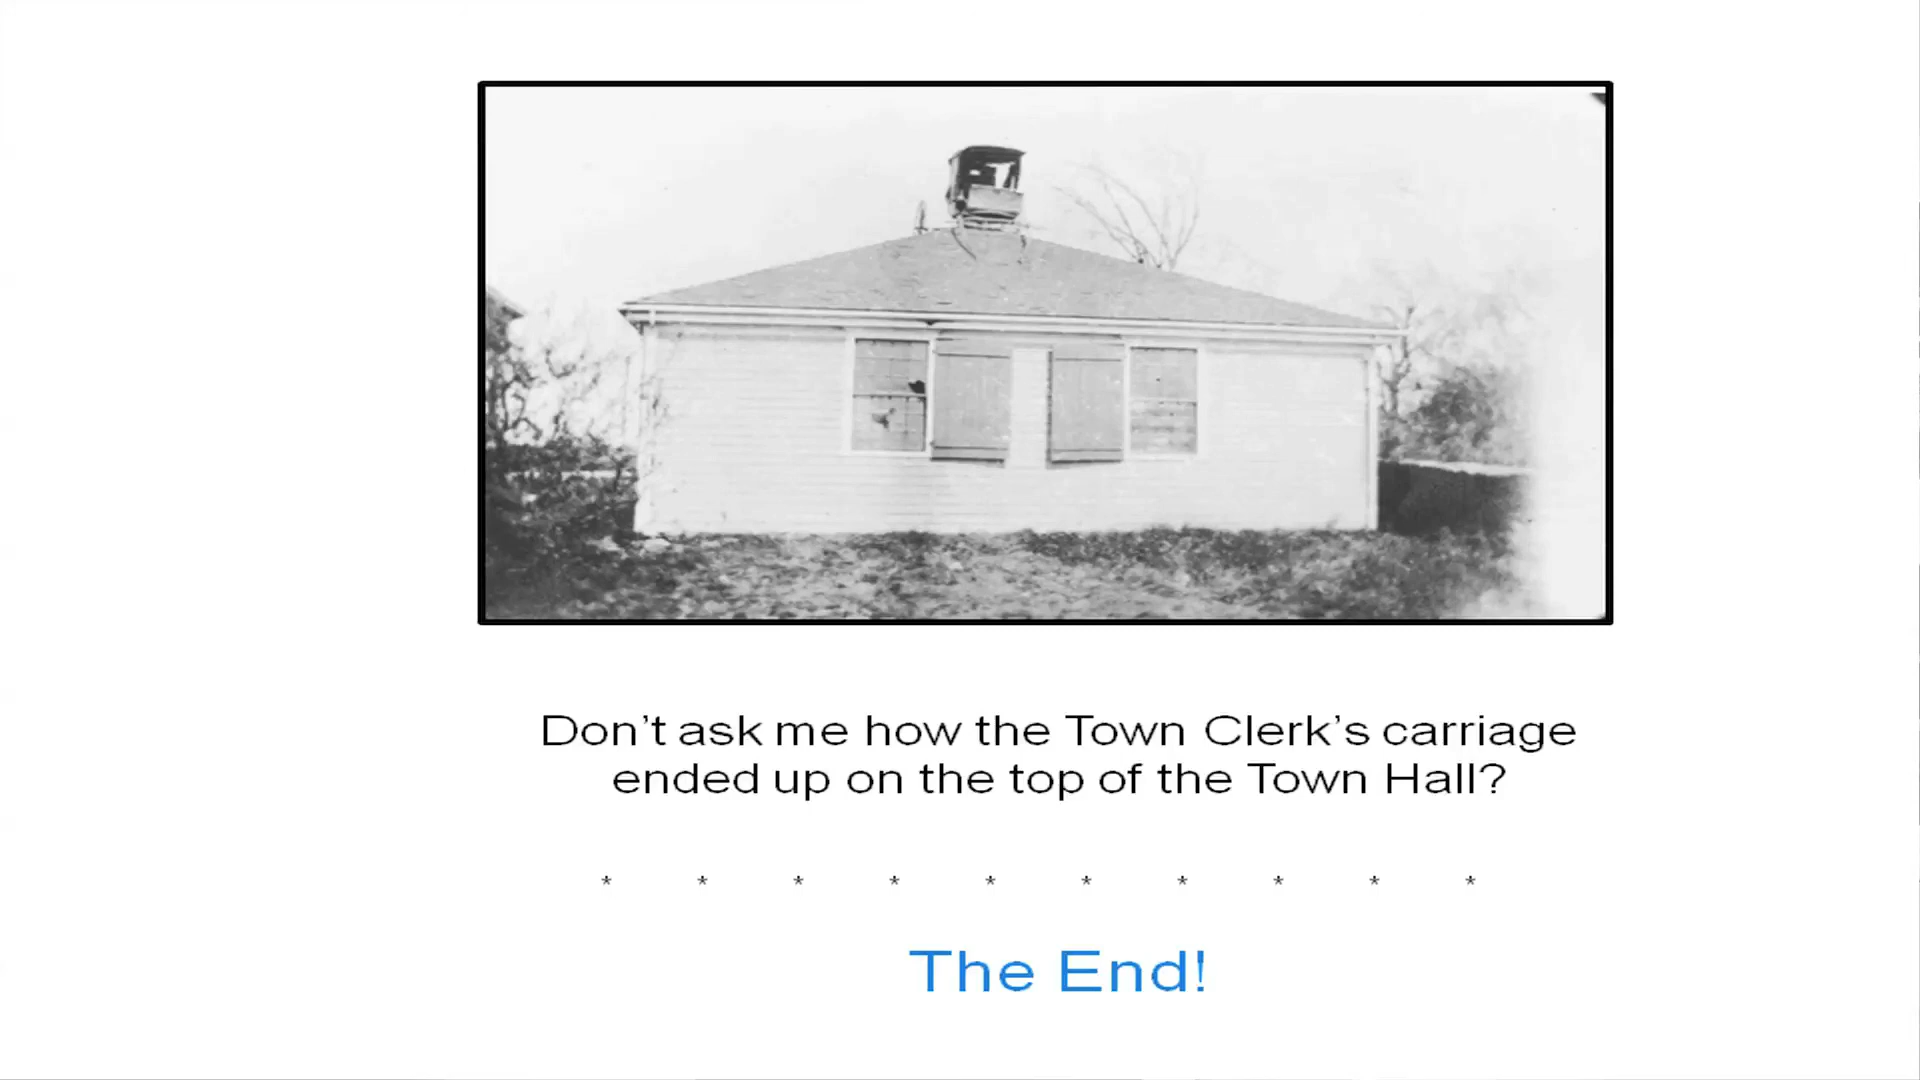 Don't ask me how the Town Clerk's carriage
ended up on the top of the Town Hall?
* * * * * * * * * *
The End!